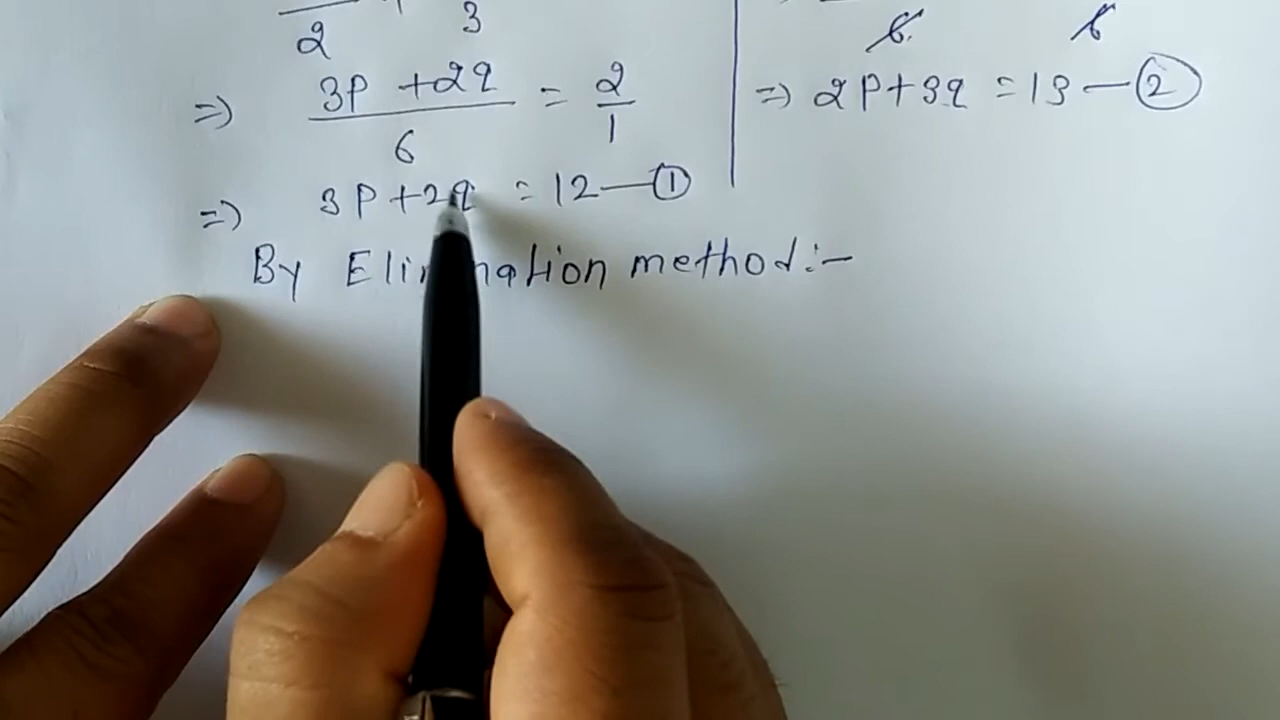 2 3
=> 3P + 2q / 6 = 2 / 1
=> 3P + 2q = 12 — ①
6 6
=> 2P + 3q = 13 — ②
By Elimination method :-